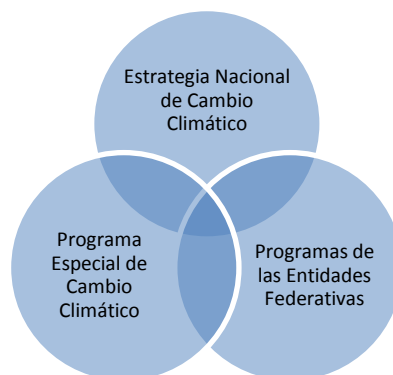 Estrategia Nacional
de Cambio
Climático
Programa
Especial de
Cambio
Climático
Programas de
las Entidades
Federativas